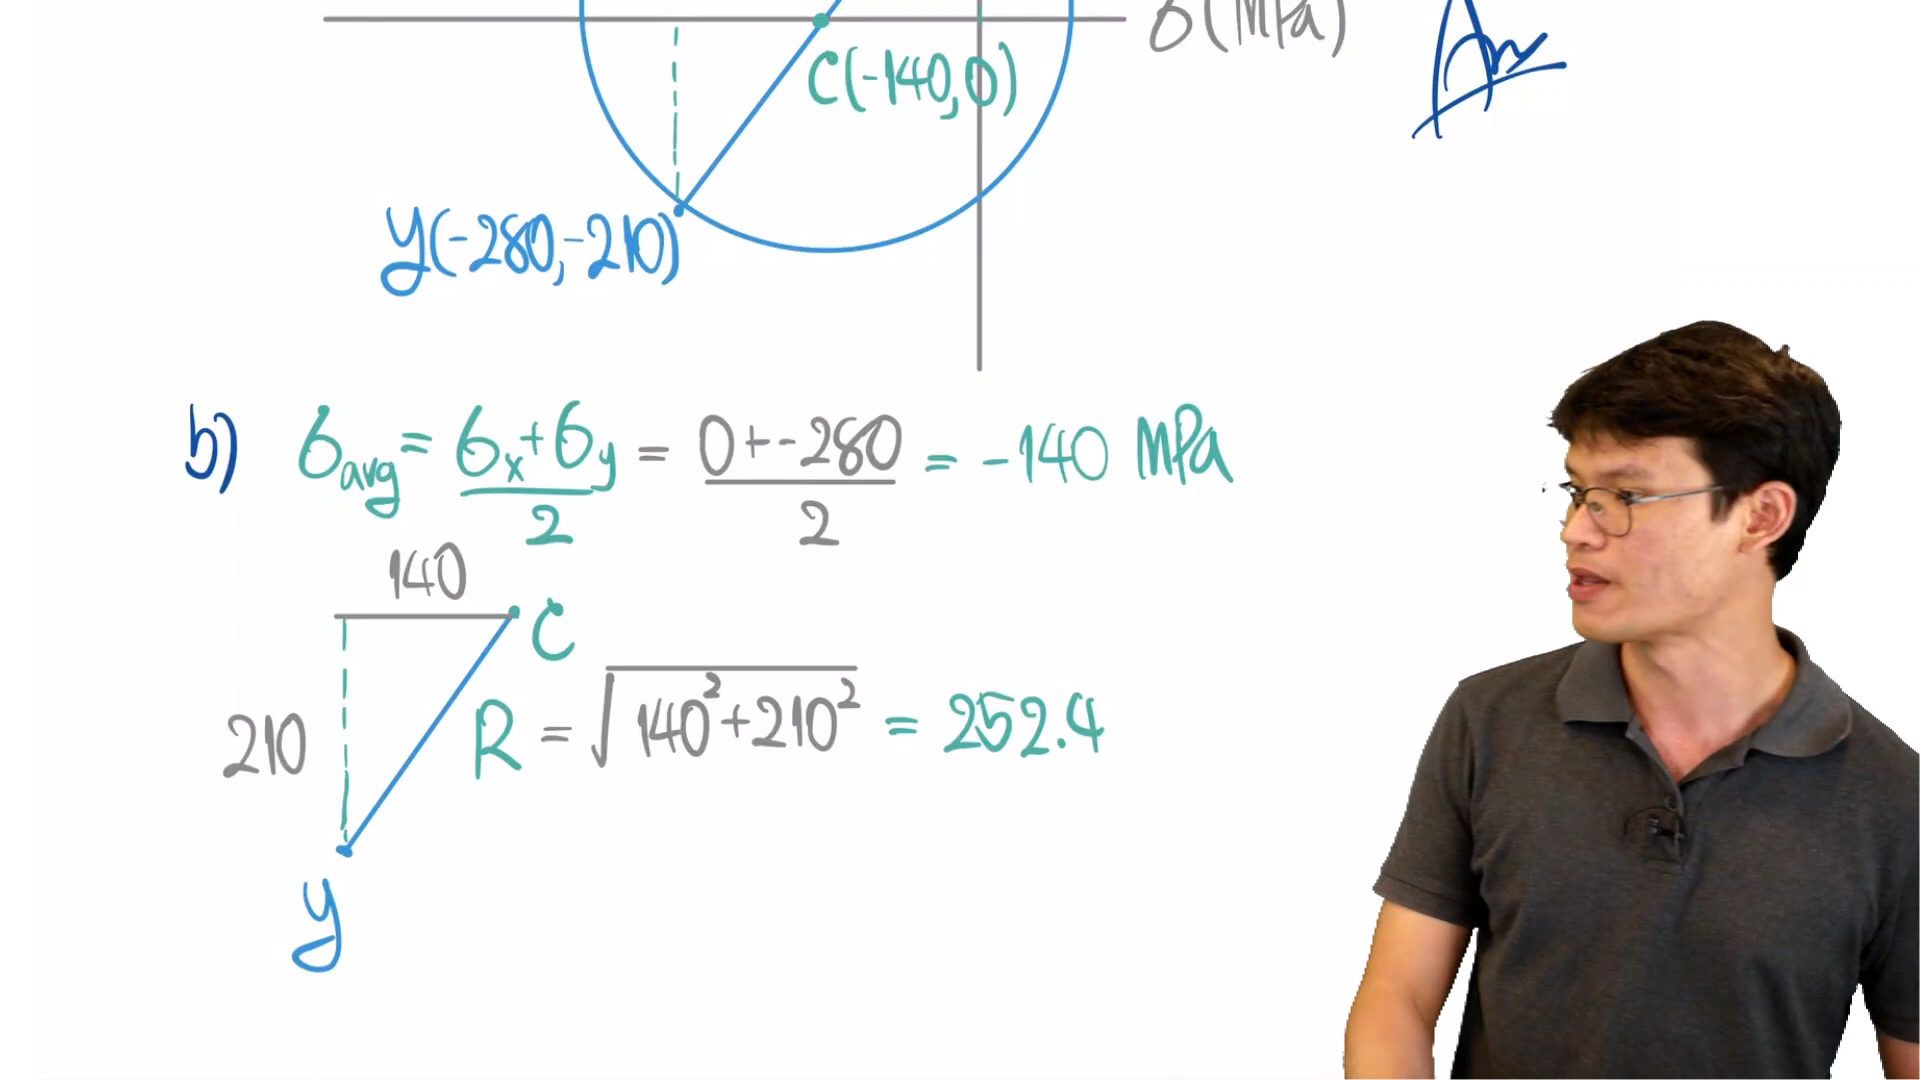 σ(MPa)
Ans
C(-140,0)
y(-280,-210)
b) σavg = σx+σy/2 = 0+-280/2 = -140 MPa
140
C
210
R = √140²+210² = 252.4
y